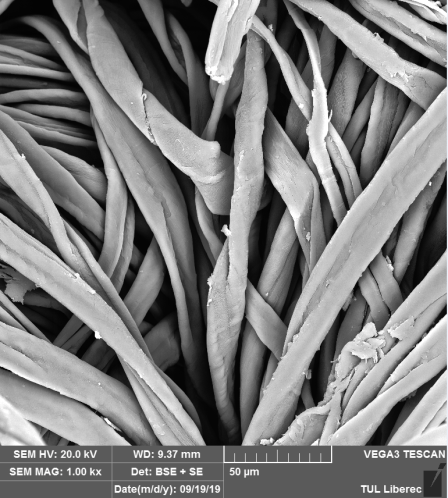 SEM HV: 20.0 kV WD: 9.37 mm VEGA3 TESCAN
SEM MAG: 1.00 kx Det: BSE + SE 50 µm
Date(m/d/y): 09/19/19 TUL Liberec